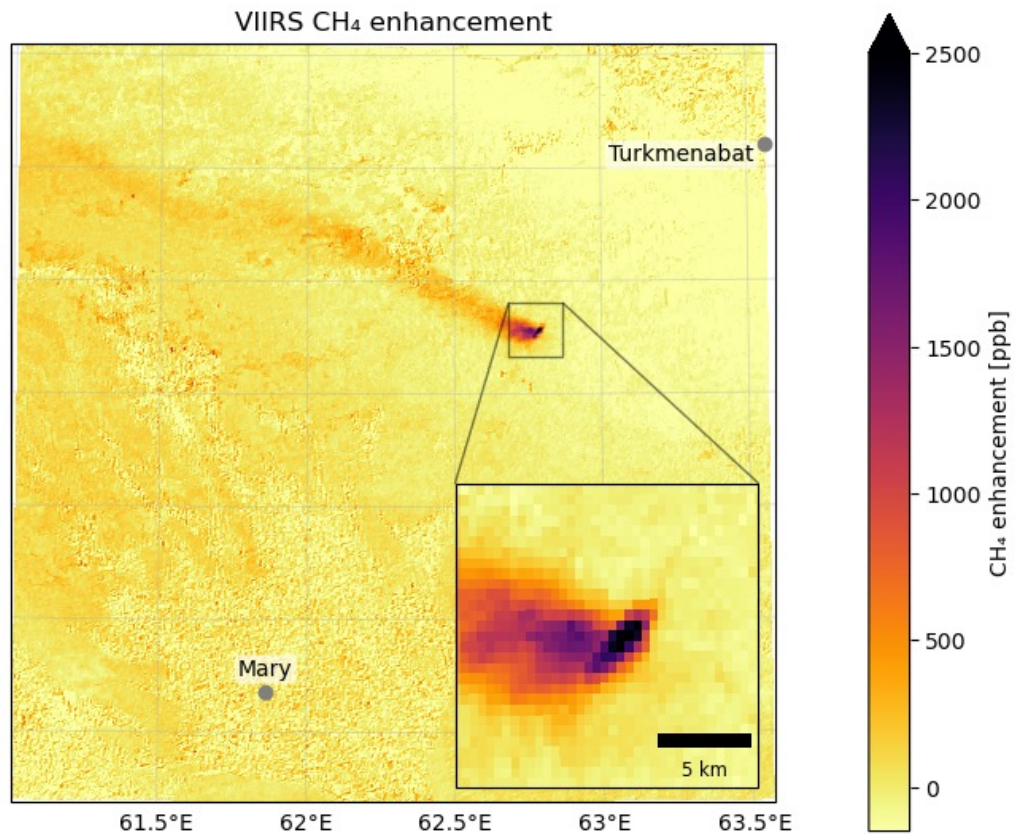 VIIRS CH₄ enhancement
Turkmenabat
Mary
5 km
61.5°E
62°E
62.5°E
63°E
63.5°E
2500
2000
1500
1000
500
0
CH₄ enhancement [ppb]